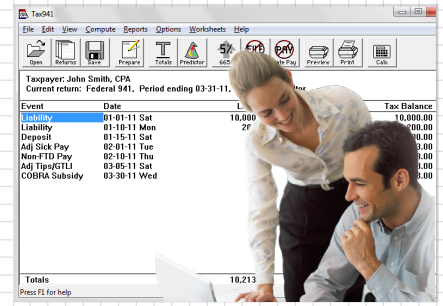 Tax941
File Edit View Compute Reports Options Worksheets Help
Open Returns Save Prepare Totals Predictor 5% FILE PAY Preview Print Calc
Taxpayer: John Smith, CPA
Current return: Federal 941, Period ending 03-31-11,
Event Date Tax Balance
Liability 01-01-11 Sat 10,000 10,000.00
Liability 01-10-11 Mon
Deposit 01-15-11 Sat
Adj Sick Pay 02-01-11 Tue
Non-FTD Pay 02-10-11 Thu
Adj Tips/GTLI 03-05-11 Sat
COBRA Subsidy 03-30-11 Wed
Totals 10,213
Press F1 for help